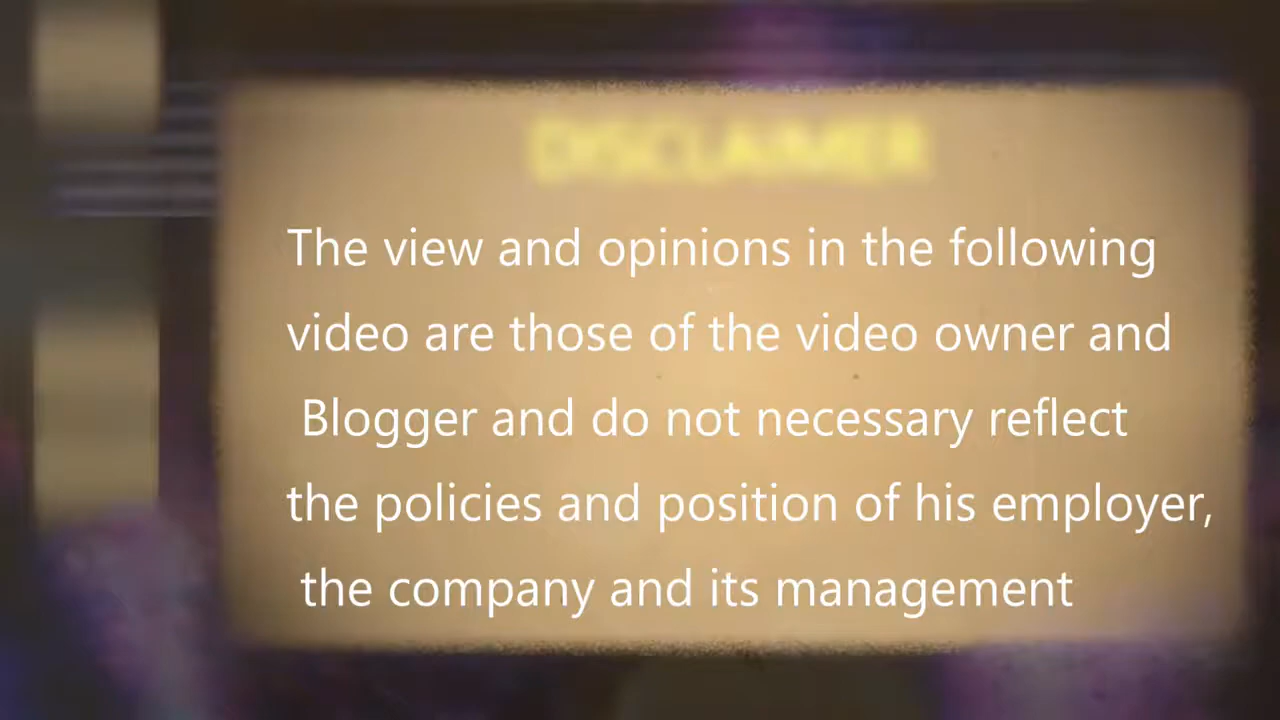 DISCLAIMER
The view and opinions in the following
video are those of the video owner and
Blogger and do not necessary reflect
the policies and position of his employer,
the company and its management